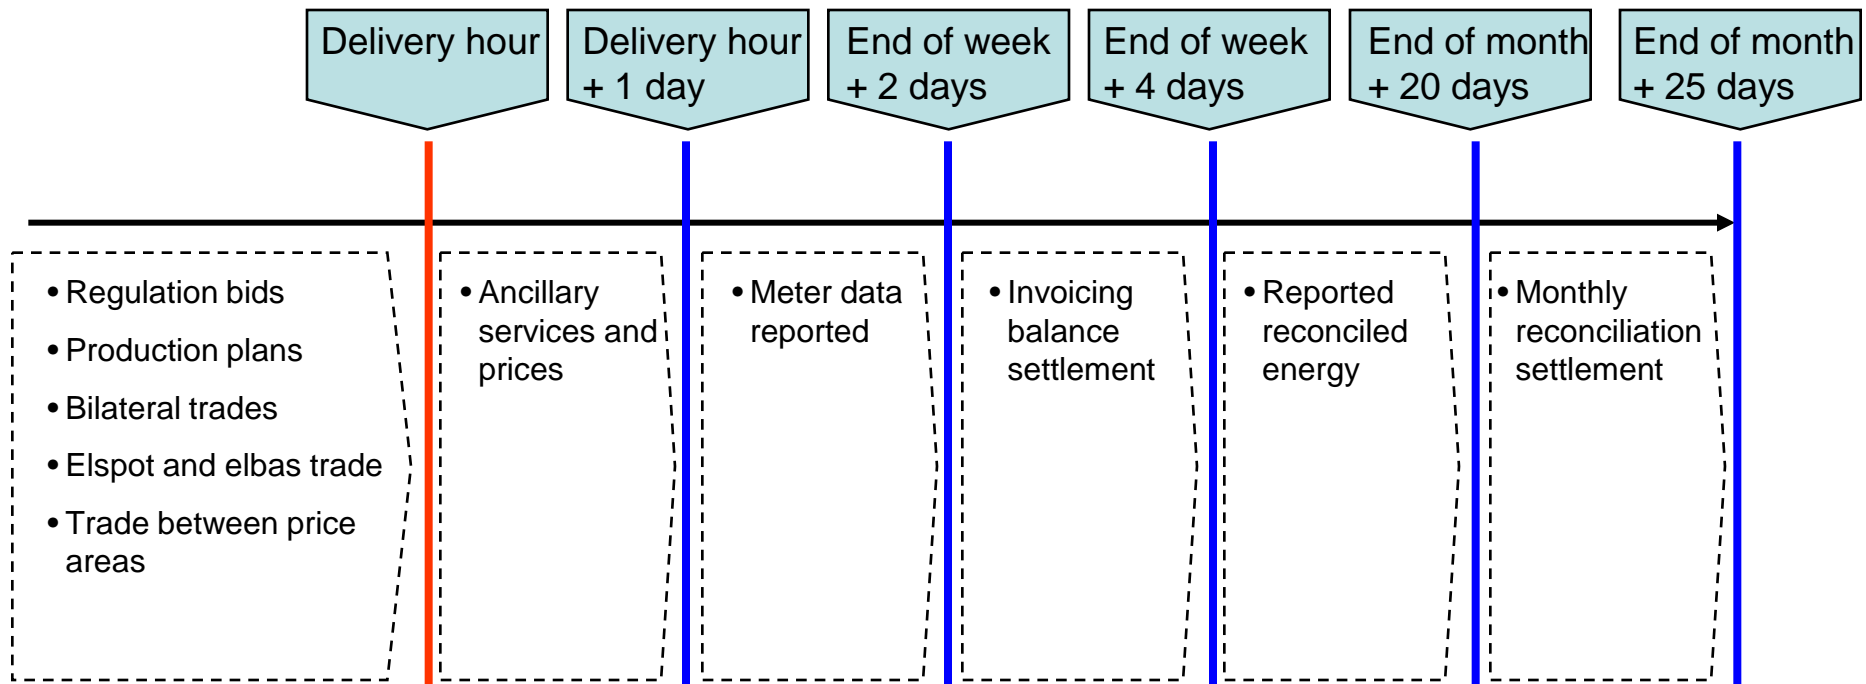 Delivery hour
Delivery hour
+ 1 day
End of week
+ 2 days
End of week
+ 4 days
End of month
+ 20 days
End of month
+ 25 days
• Regulation bids
• Production plans
• Bilateral trades
• Elspot and elbas trade
• Trade between price
areas
• Ancillary
services and
prices
• Meter data
reported
• Invoicing
balance
settlement
• Reported
reconciled
energy
• Monthly
reconciliation
settlement